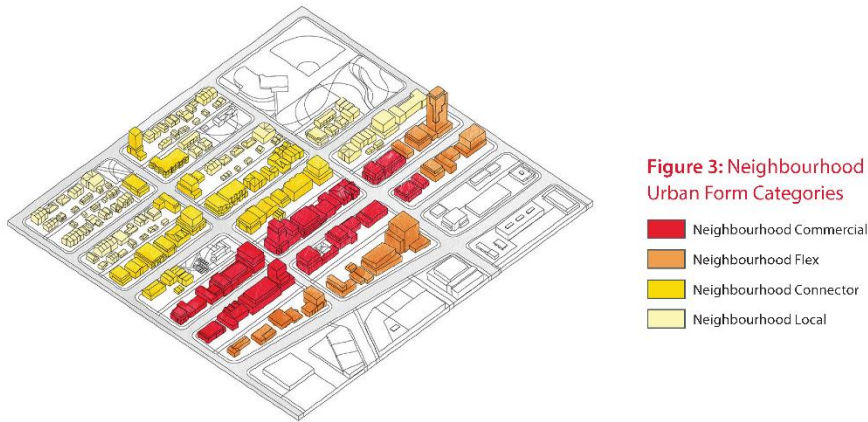 Figure 3: Neighbourhood
Urban Form Categories
Neighbourhood Commercial
Neighbourhood Flex
Neighbourhood Connector
Neighbourhood Local